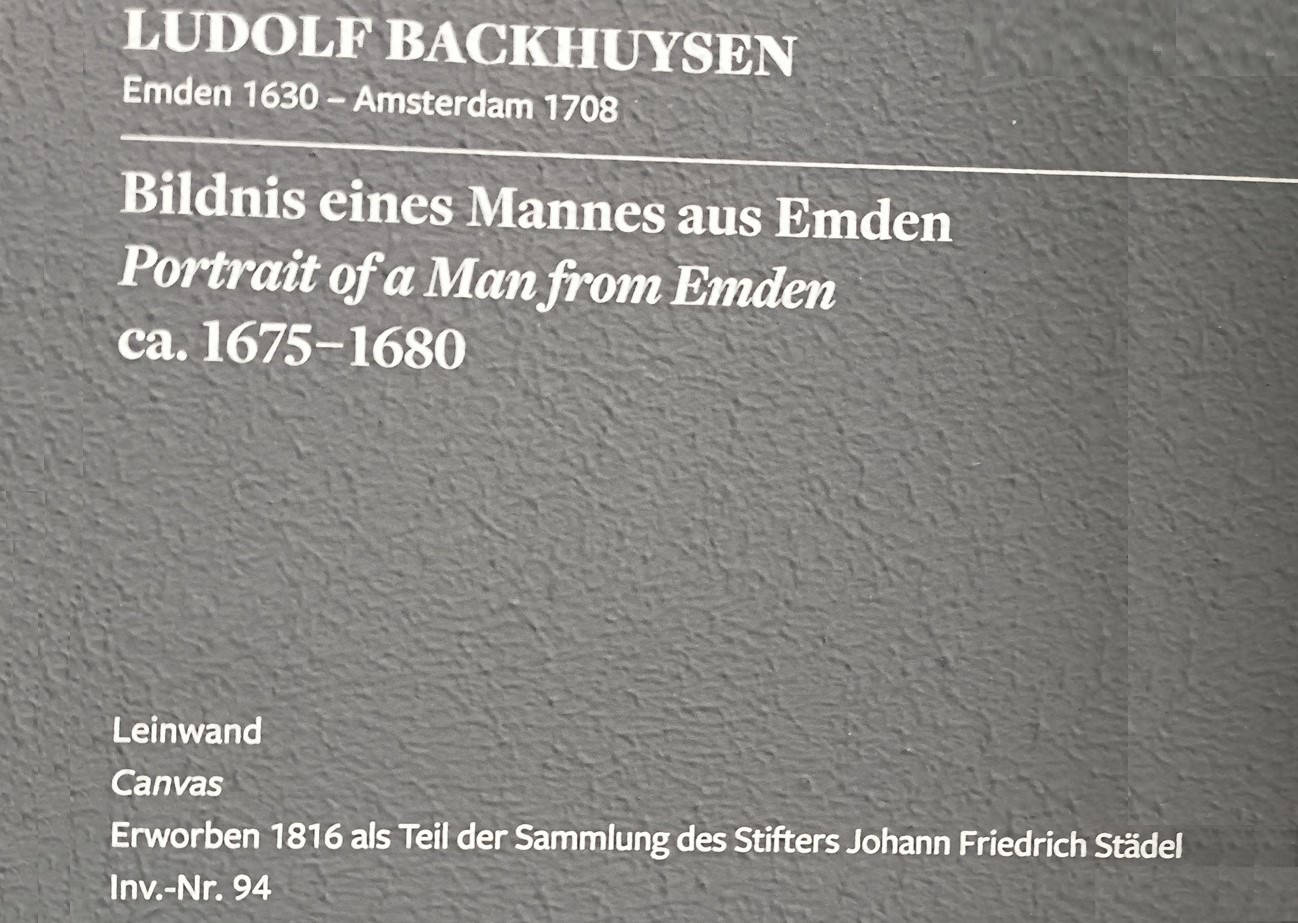 LUDOLF BACKHUYSEN
Emden 1630 – Amsterdam 1708
Bildnis eines Mannes aus Emden
Portrait of a Man from Emden
ca. 1675–1680
Leinwand
Canvas
Erworben 1816 als Teil der Sammlung des Stifters Johann Friedrich Städel
Inv.-Nr. 94